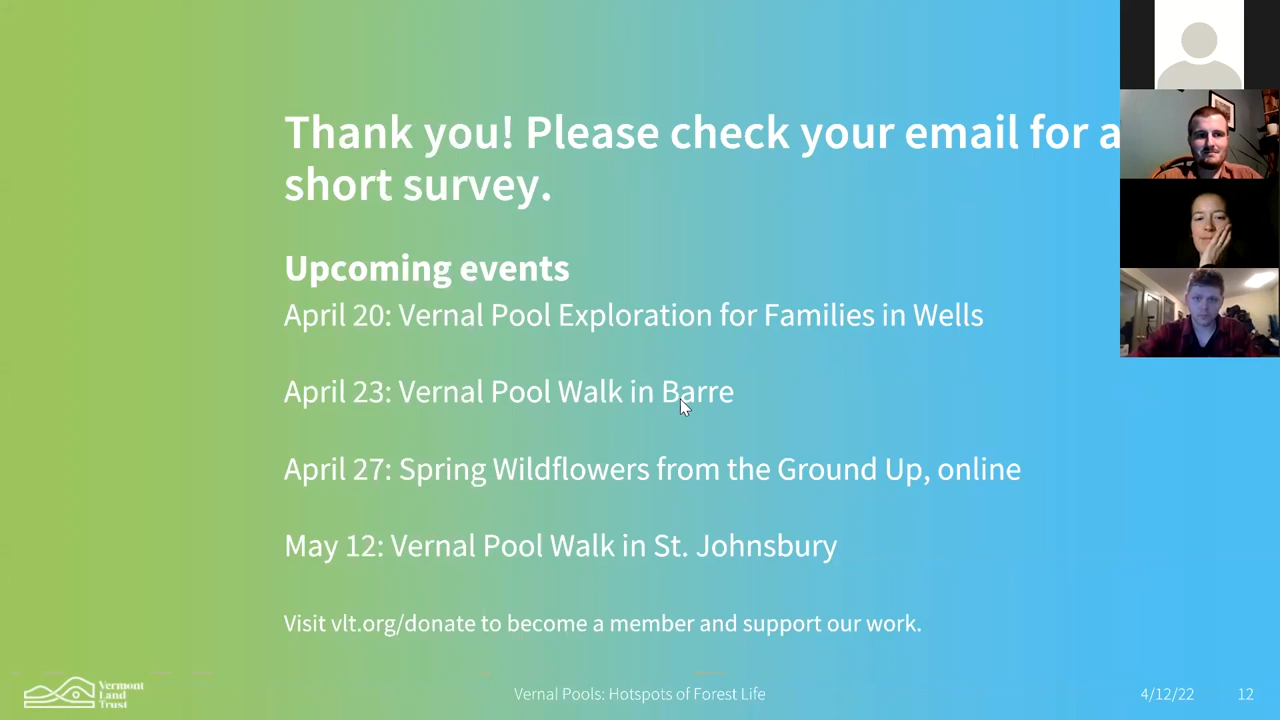 Thank you! Please check your email for a
short survey.
Upcoming events
April 20: Vernal Pool Exploration for Families in Wells
April 23: Vernal Pool Walk in Barre
April 27: Spring Wildflowers from the Ground Up, online
May 12: Vernal Pool Walk in St. Johnsbury
Visit vlt.org/donate to become a member and support our work.
Vermont
Land
Trust
Vernal Pools: Hotspots of Forest Life
4/12/22
12